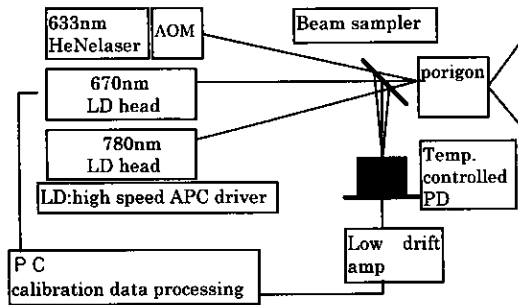 633nm
HeNelaser
AOM
Beam sampler
670nm
LD head
porigon
780nm
LD head
Temp.
controlled
PD
LD:high speed APC driver
Low drift
amp
PC
calibration data processing